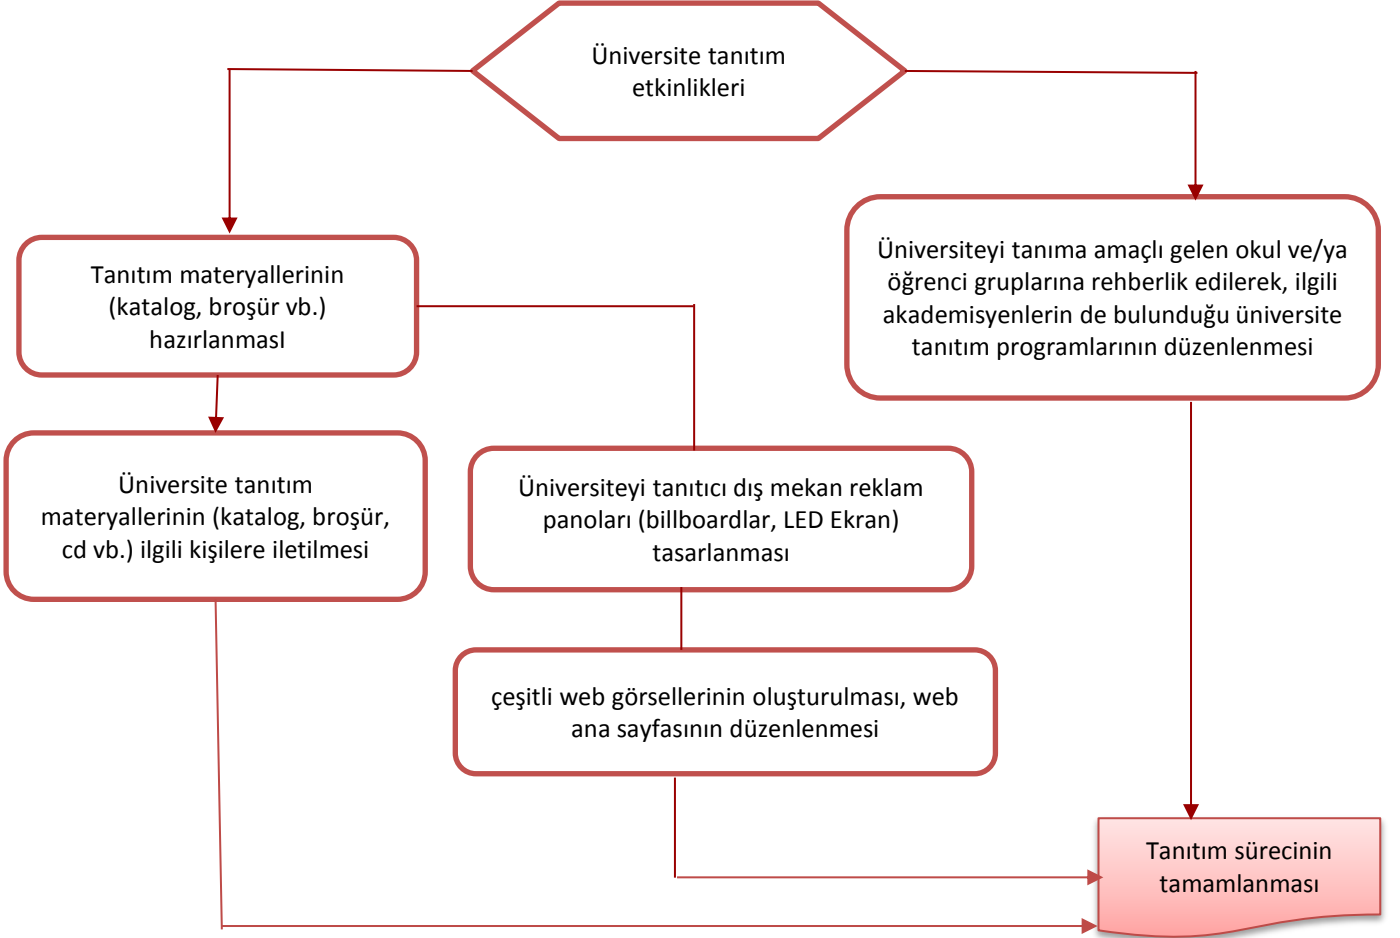 Üniversite tanıtım
etkinlikleri
Tanıtım materyallerinin
(katalog, broşür vb.)
hazırlanmasI
Üniversiteyi tanıma amaçlı gelen okul ve/ya
öğrenci gruplarına rehberlik edilerek, ilgili
akademisyenlerin de bulunduğu üniversite
tanıtım programlarının düzenlenmesi
Üniversite tanıtım
materyallerinin (katalog, broşür,
cd vb.) ilgili kişilere iletilmesi
Üniversiteyi tanıtıcı dış mekan reklam
panoları (billboardlar, LED Ekran)
tasarlanması
çeşitli web görsellerinin oluşturulması, web
ana sayfasının düzenlenmesi
Tanıtım sürecinin
tamamlanması